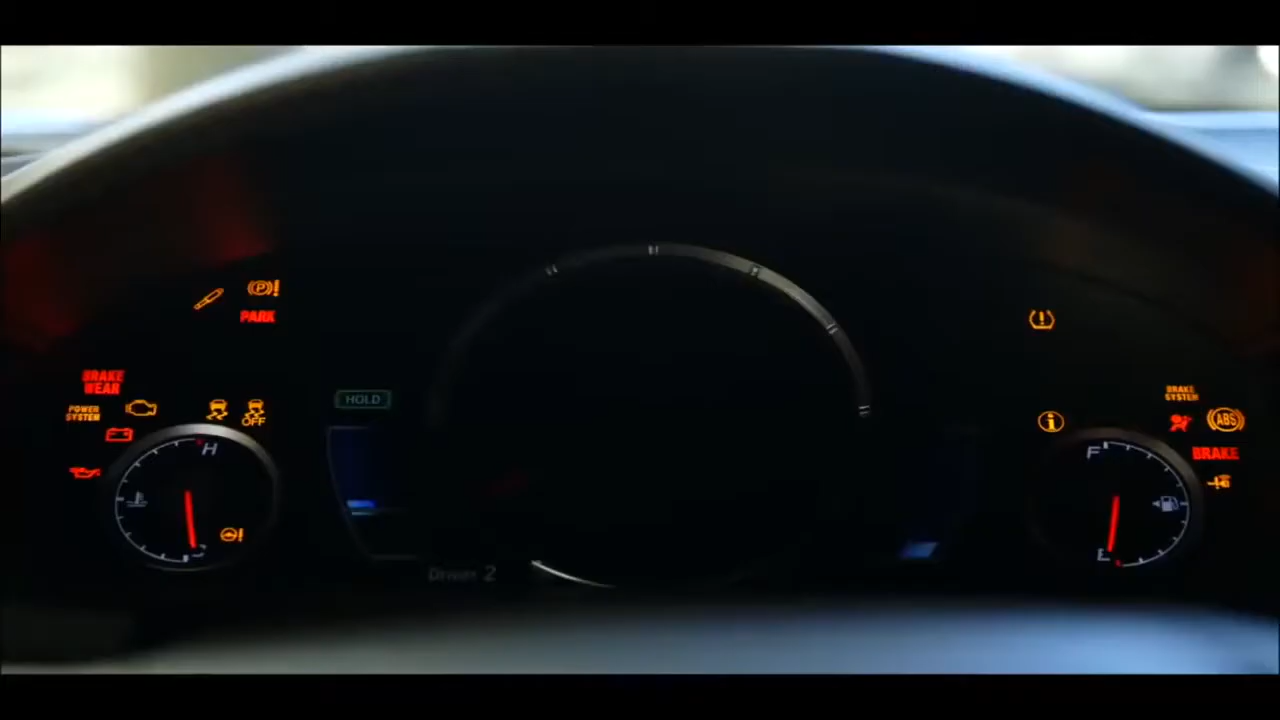 PARK
BRAKE
WEAR
POWER
SYSTEM
OFF
HOLD
H
C
Driver 2
BRAKE
SYSTEM
ABS
BRAKE
F
E